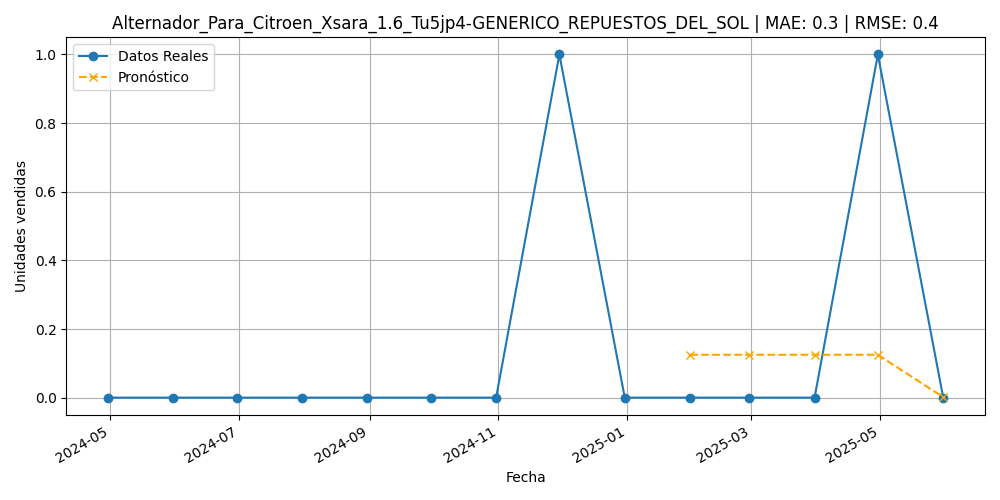 Alternador_Para_Citroen_Xsara_1.6_Tu5jp4-GENERICO_REPUESTOS_DEL_SOL | MAE: 0.3 | RMSE: 0.4
Datos Reales
Pronóstico
1.0
0.8
0.6
0.4
0.2
0.0
Unidades vendidas
2024-05
2024-07
2024-09
2024-11
2025-01
2025-03
2025-05
Fecha